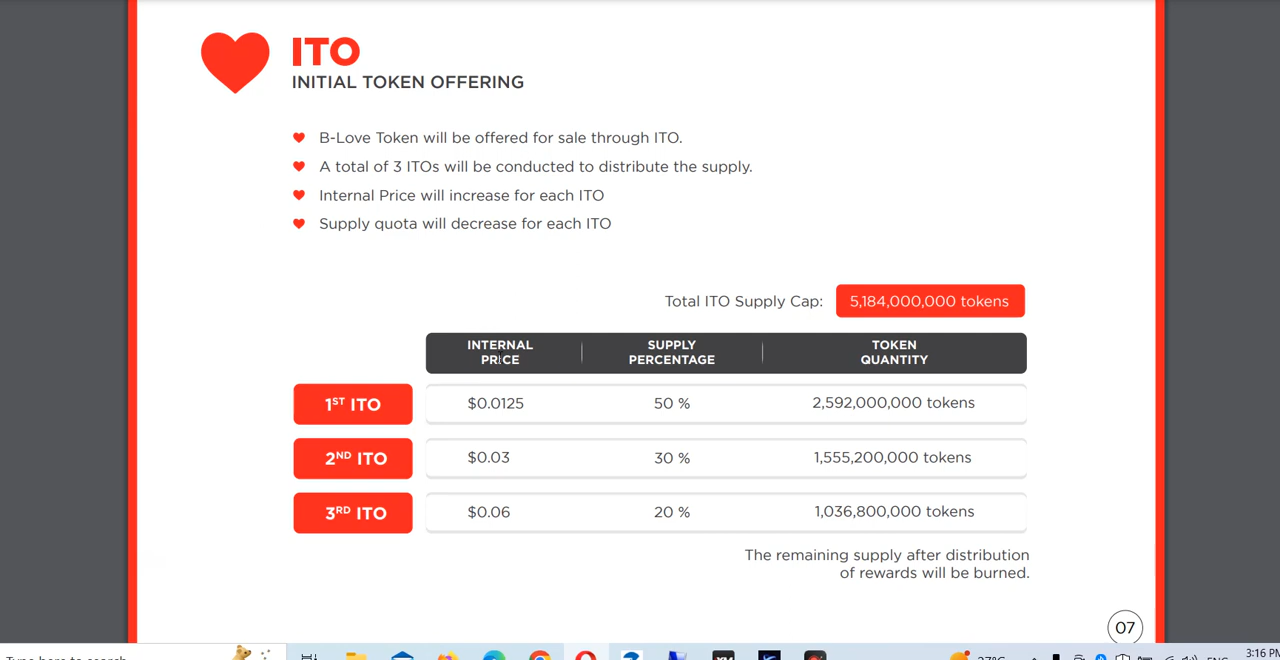 ITO
INITIAL TOKEN OFFERING
B-Love Token will be offered for sale through ITO.
A total of 3 ITOs will be conducted to distribute the supply.
Internal Price will increase for each ITO
Supply quota will decrease for each ITO
Total ITO Supply Cap: 5,184,000,000 tokens
INTERNAL PRICE SUPPLY PERCENTAGE TOKEN QUANTITY
1ST ITO $0.0125 50 % 2,592,000,000 tokens
2ND ITO $0.03 30 % 1,555,200,000 tokens
3RD ITO $0.06 20 % 1,036,800,000 tokens
The remaining supply after distribution
of rewards will be burned.
07
Type here to search
3:16 PM